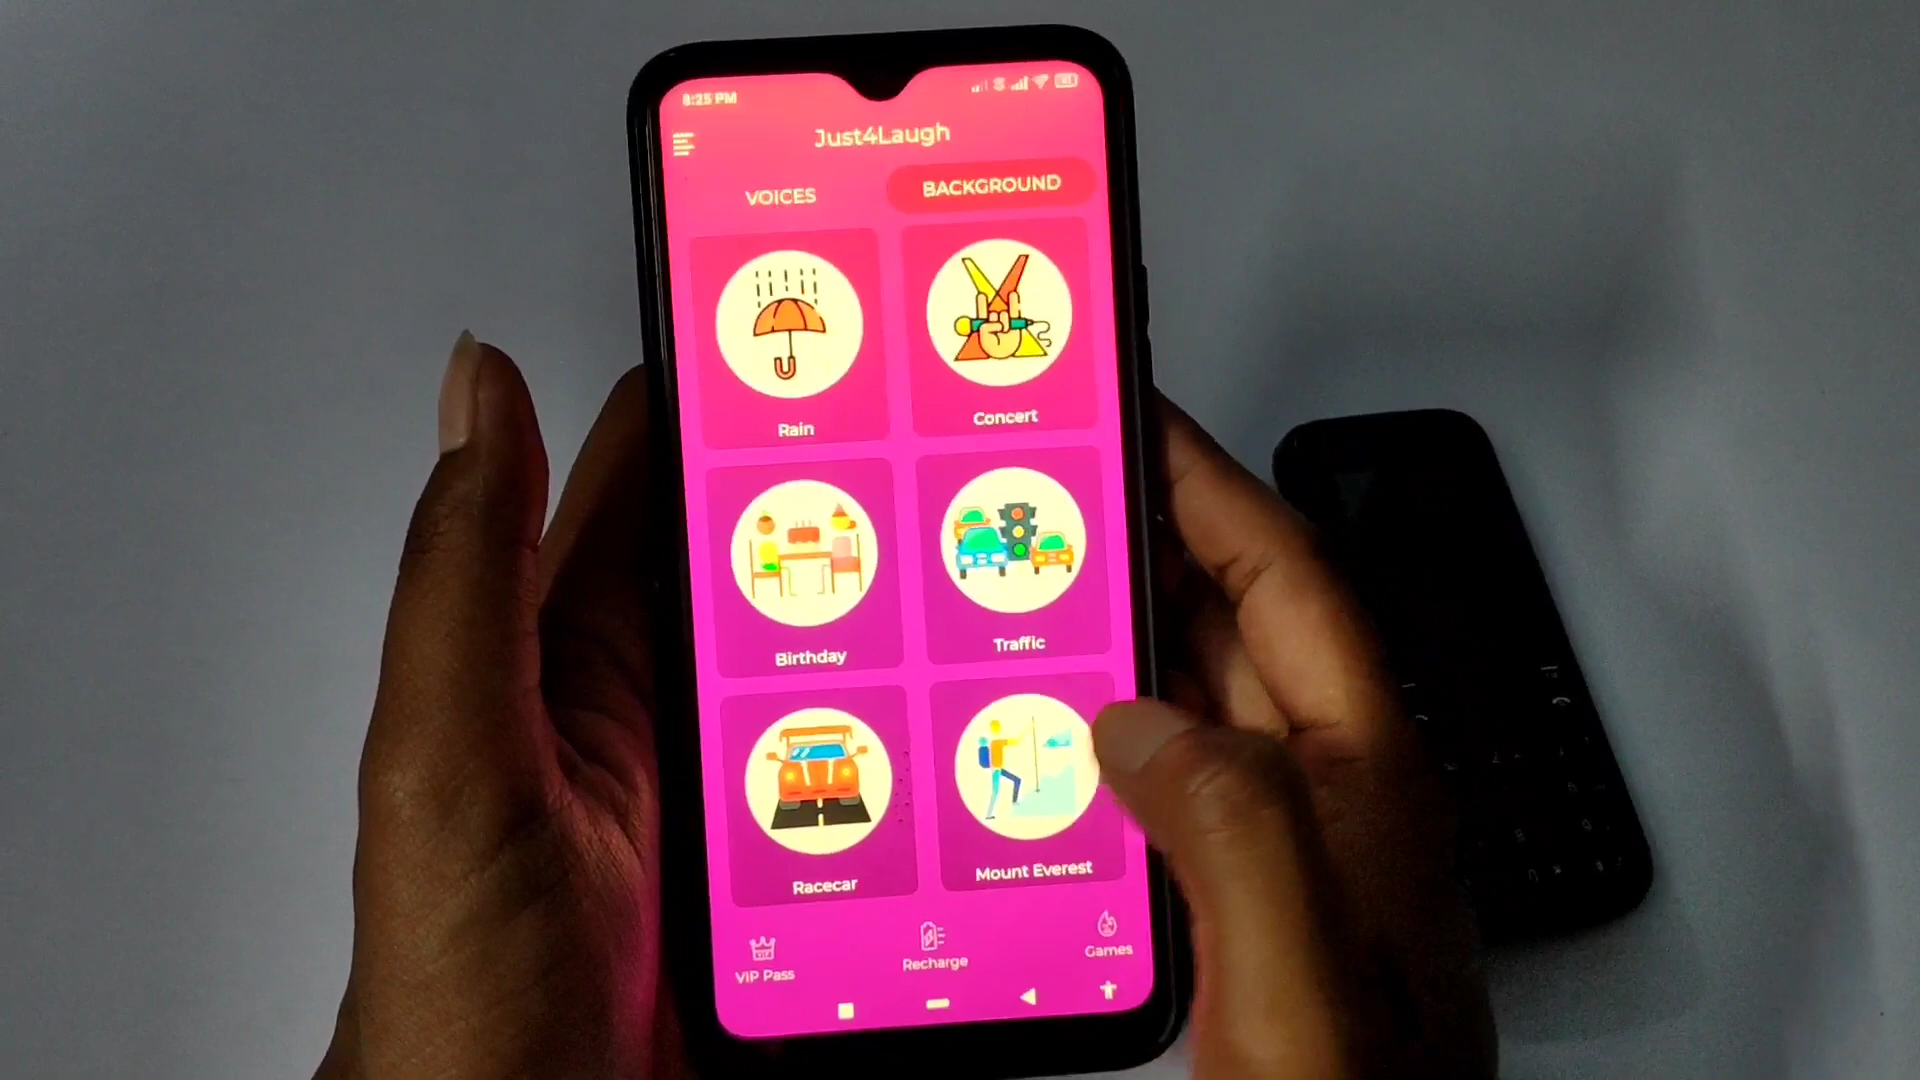 8:25 PM
Just4Laugh
VOICES
BACKGROUND
Rain
Concert
Birthday
Traffic
Racecar
Mount Everest
VIP Pass
Recharge
Games